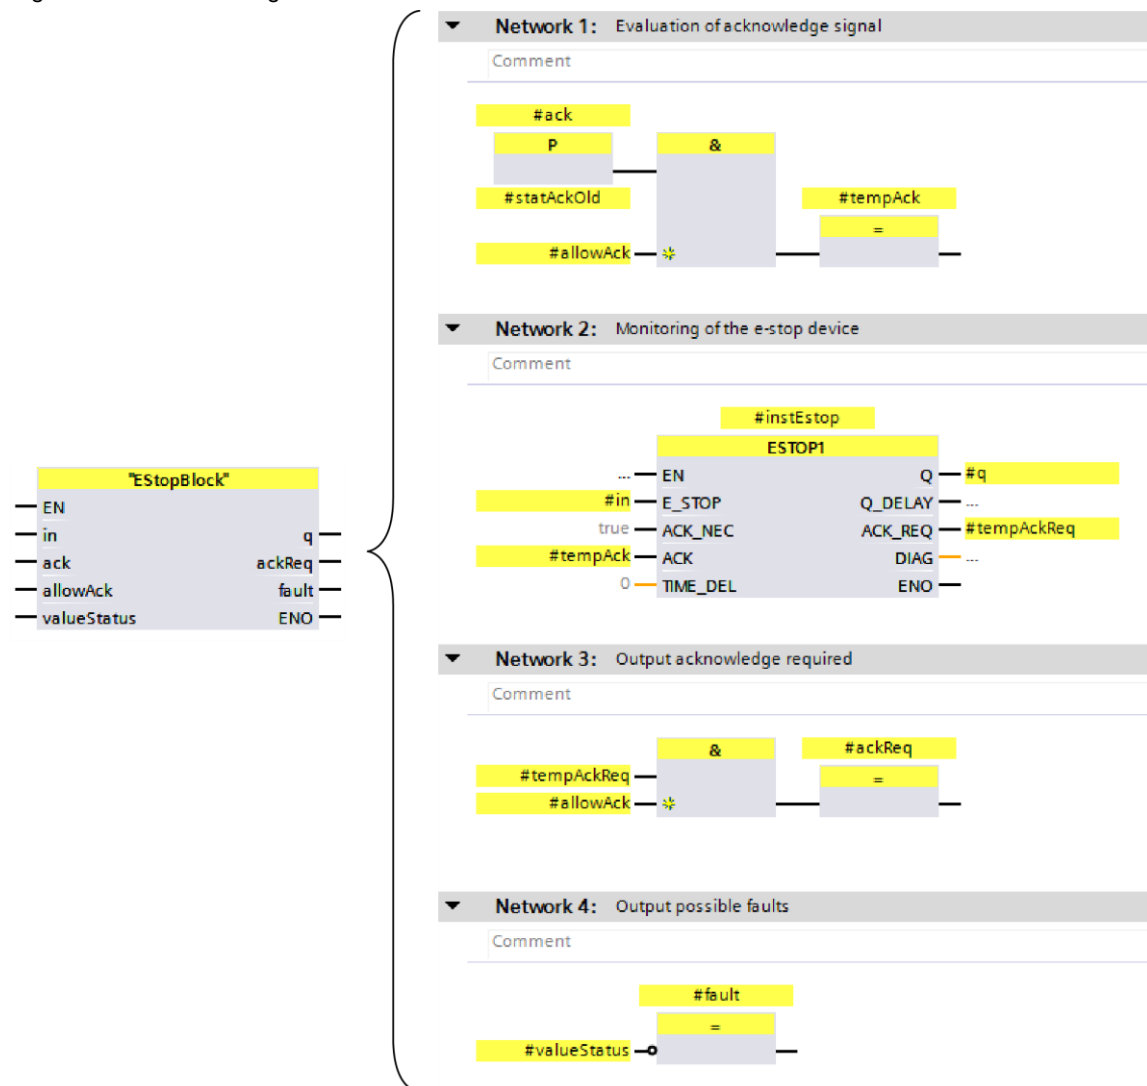 Network 1: Evaluation of acknowledge signal
Comment
#ack
P
&
#statAckOld
#tempAck
=
#allowAck
Network 2: Monitoring of the e-stop device
Comment
#instEstop
ESTOP1
... EN Q #q
#in E_STOP Q_DELAY ...
true ACK_NEC ACK_REQ #tempAckReq
#tempAck ACK DIAG ...
0 TIME_DEL ENO
"EStopBlock"
EN
in q
ack ackReq
allowAck fault
valueStatus ENO
Network 3: Output acknowledge required
Comment
& #ackReq
#tempAckReq =
#allowAck
Network 4: Output possible faults
Comment
#fault
=
#valueStatus